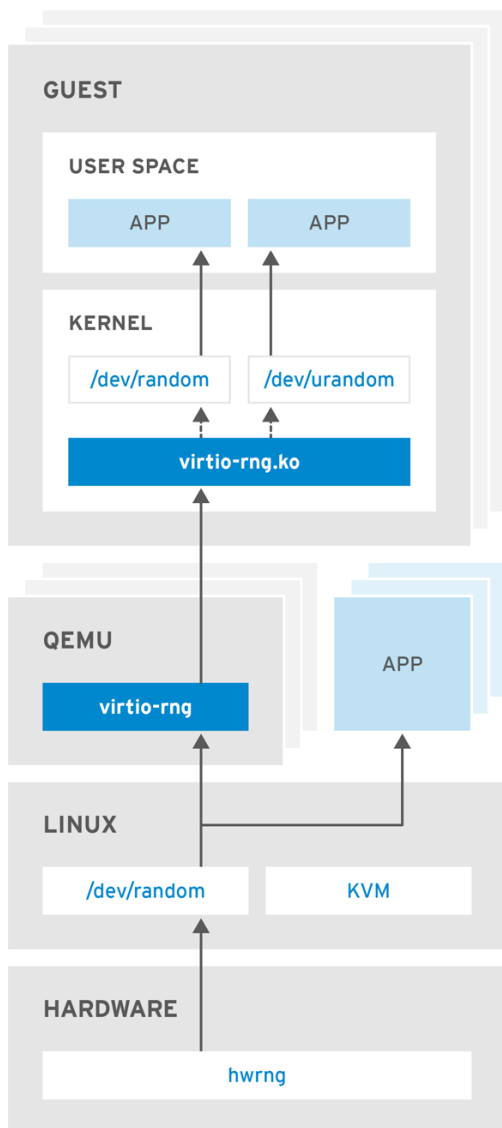 GUEST
USER SPACE
APP APP
KERNEL
/dev/random /dev/urandom
virtio-rng.ko
QEMU
virtio-rng
APP
LINUX
/dev/random KVM
HARDWARE
hwrng